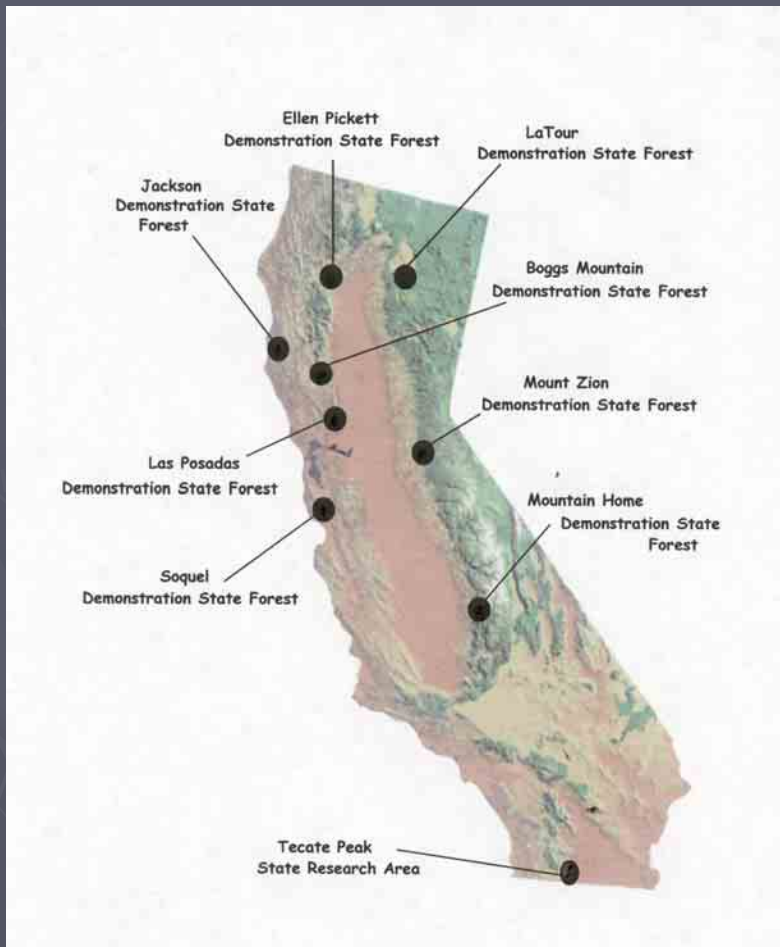 Ellen Pickett
Demonstration State Forest
LaTour
Demonstration State Forest
Jackson
Demonstration State
Forest
Boggs Mountain
Demonstration State Forest
Mount Zion
Demonstration State Forest
Las Posadas
Demonstration State Forest
Mountain Home
Demonstration State
Forest
Soquel
Demonstration State Forest
Tecate Peak
State Research Area